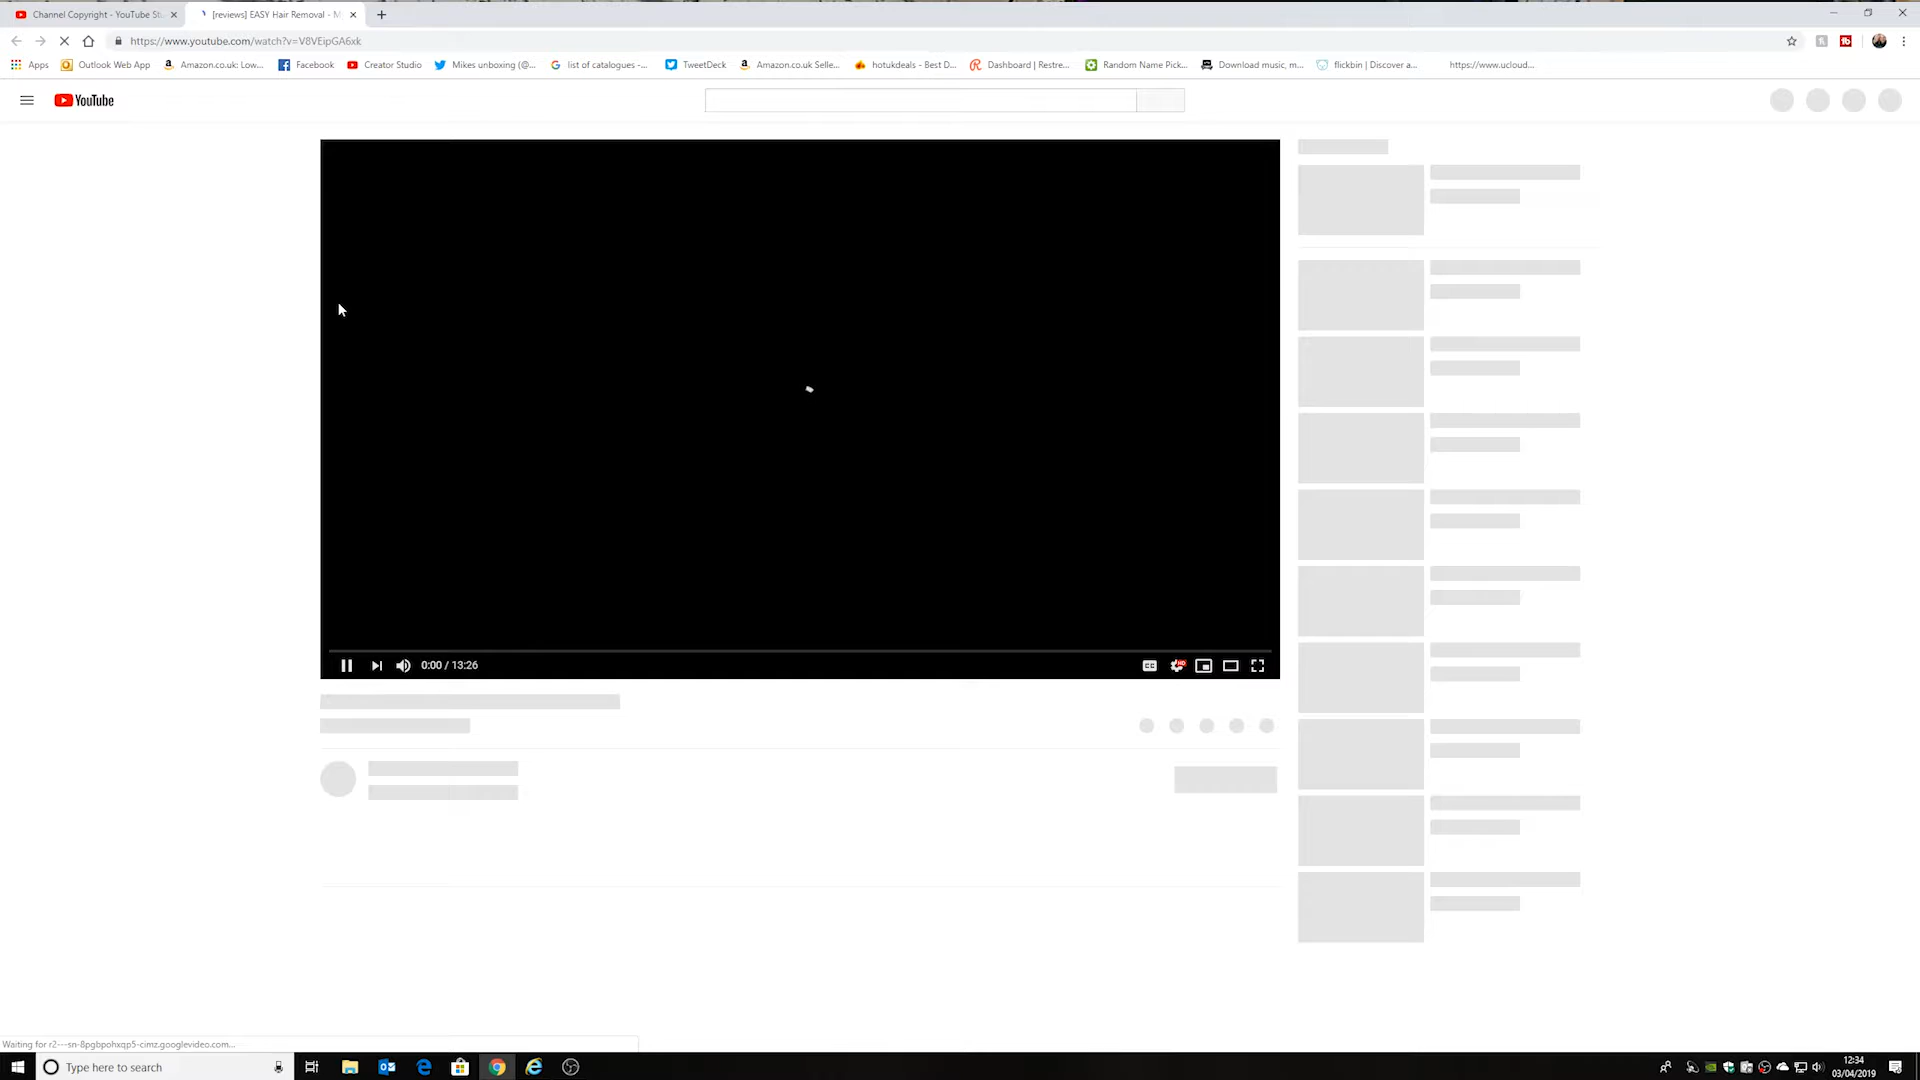 Channel Copyright - YouTube St
[reviews] EASY Hair Removal - M
https://www.youtube.com/watch?v=V8VEipGA6xk
Apps
Outlook Web App
Amazon.co.uk: Low...
Facebook
Creator Studio
Mikes unboxing (@...
list of catalogues -...
TweetDeck
Amazon.co.uk Selle...
hotukdeals - Best D...
Dashboard | Restre...
Random Name Pick...
Download music, m...
flickbin | Discover a...
https://www.ucloud...
YouTube
0:00 / 13:26
CC
HD
Waiting for r2---sn-8pgbpohxqp5-cimz.googlevideo.com...
Type here to search
12:34
03/04/2019